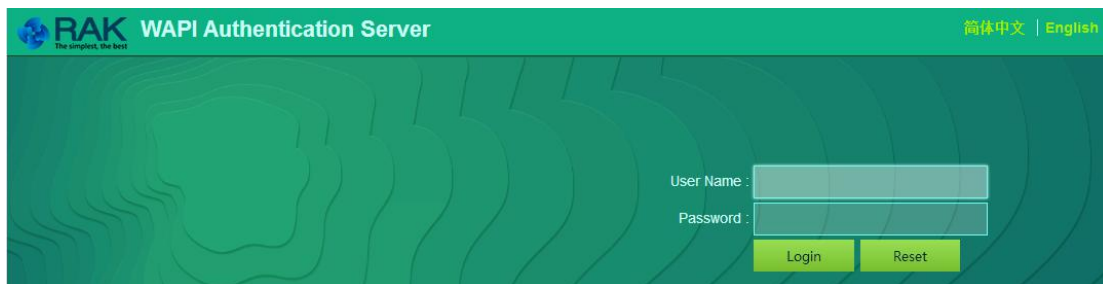 RAK WAPI Authentication Server 简体中文 | English
The simplest, the best
User Name :
Password :
Login Reset